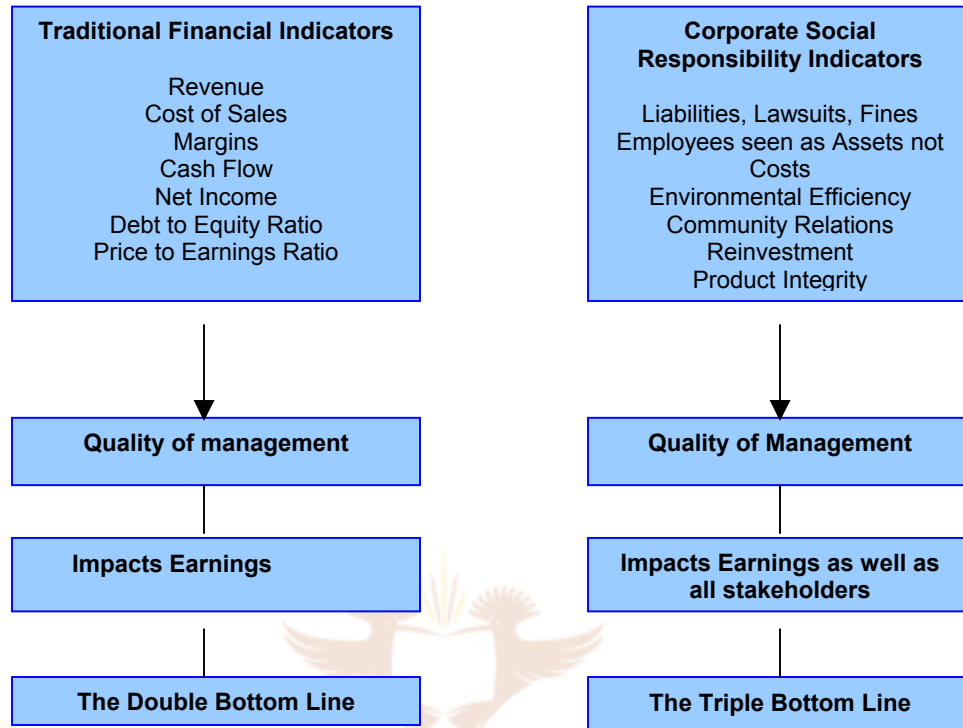 Traditional Financial Indicators
Revenue
Cost of Sales
Margins
Cash Flow
Net Income
Debt to Equity Ratio
Price to Earnings Ratio
Quality of management
Impacts Earnings
The Double Bottom Line
Corporate Social
Responsibility Indicators
Liabilities, Lawsuits, Fines
Employees seen as Assets not
Costs
Environmental Efficiency
Community Relations
Reinvestment
Product Integrity
Quality of Management
Impacts Earnings as well as
all stakeholders
The Triple Bottom Line